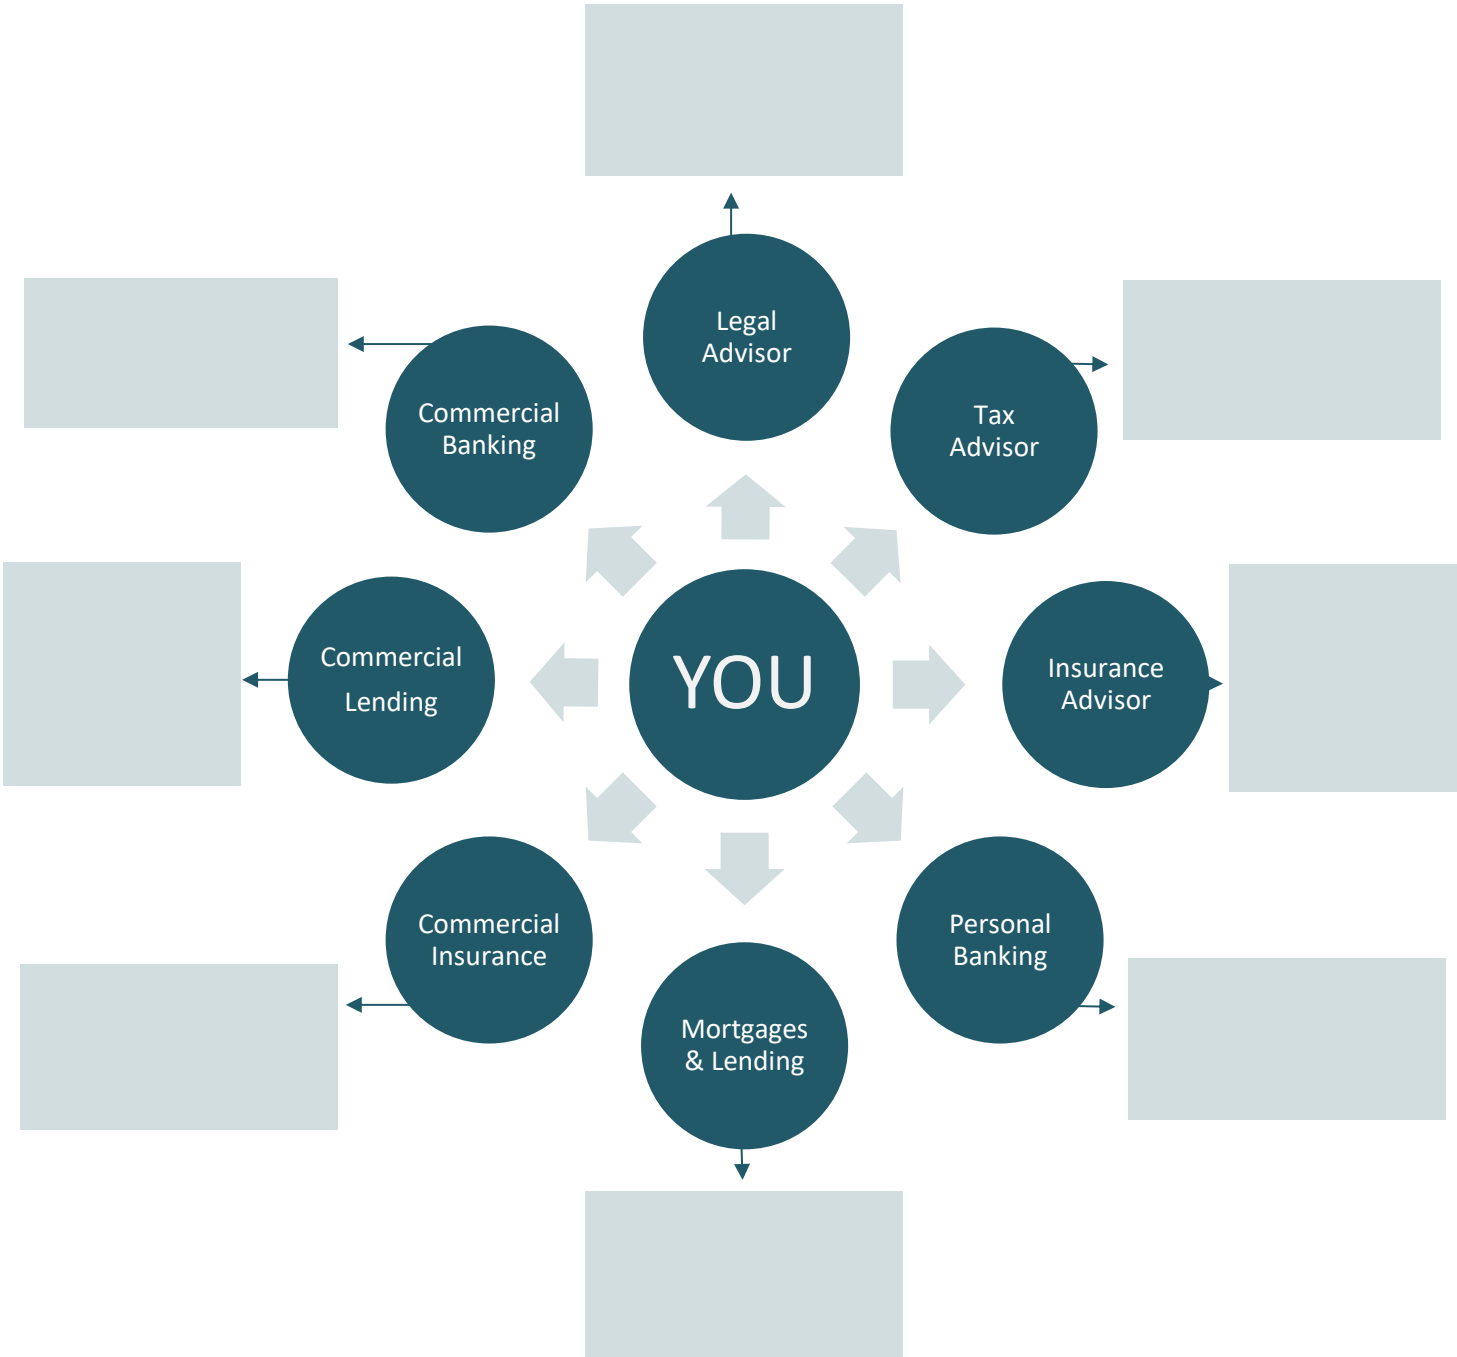 Legal
Advisor
Commercial
Banking
Tax
Advisor
Commercial
Lending
YOU
Insurance
Advisor
Commercial
Insurance
Personal
Banking
Mortgages
& Lending